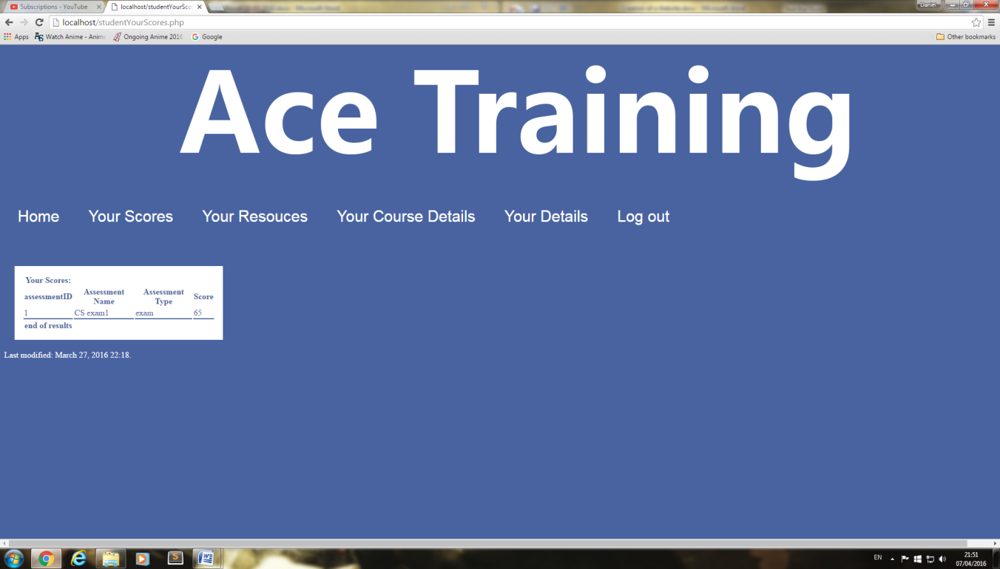 Subscriptions - YouTube
localhost/studentYourSco
Daniel
localhost/studentYourScores.php
Apps Watch Anime - Anime Ongoing Anime 2016 Google Other bookmarks
Ace Training
Home Your Scores Your Resouces Your Course Details Your Details Log out
Your Scores:
assessmentID Assessment Name Assessment Type Score
1 CS exam1 exam 65
end of results
Last modified: March 27, 2016 22:18.
EN
21:51
07/04/2016